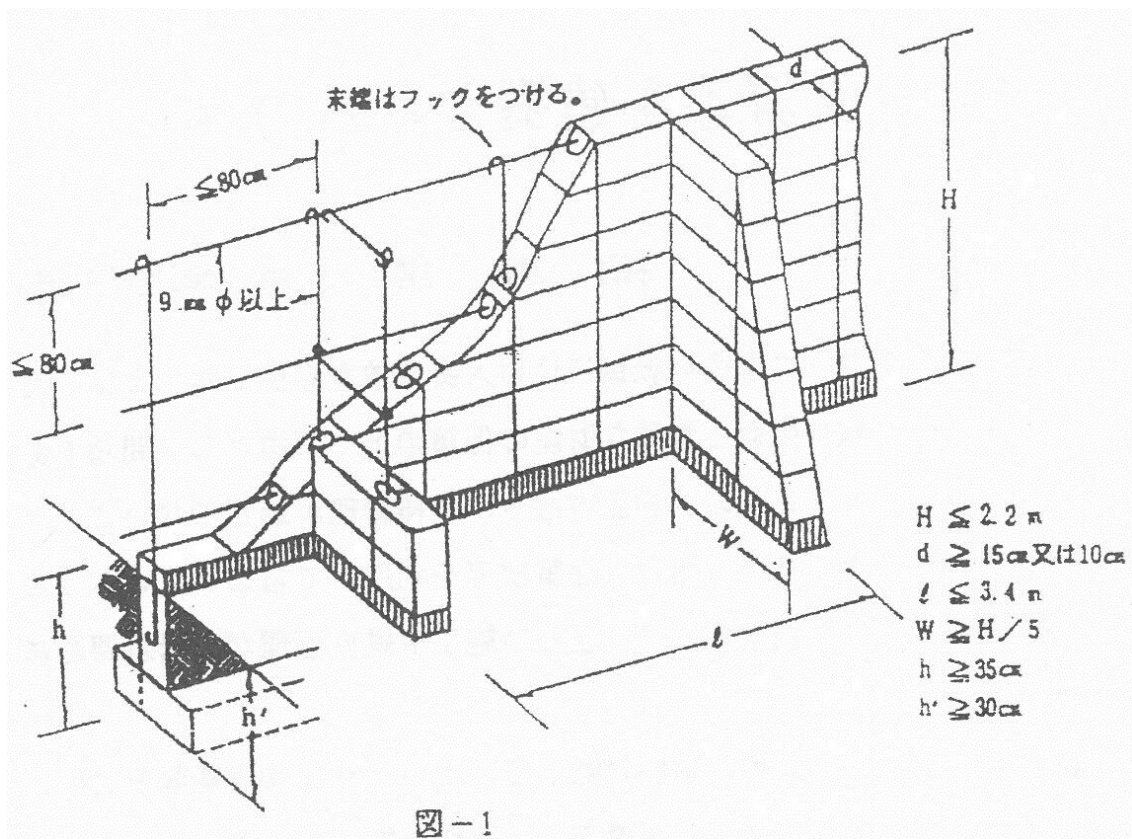 末端はフックをつける。
d
≦80㎝
H
9㎜φ以上
≦80㎝
W
h
ℓ
h'
H ≦ 2.2 m
d ≧ 15㎝又は10㎝
ℓ ≦ 3.4 m
W ≧ H／5
h ≧ 35㎝
h' ≧ 30㎝
図－1